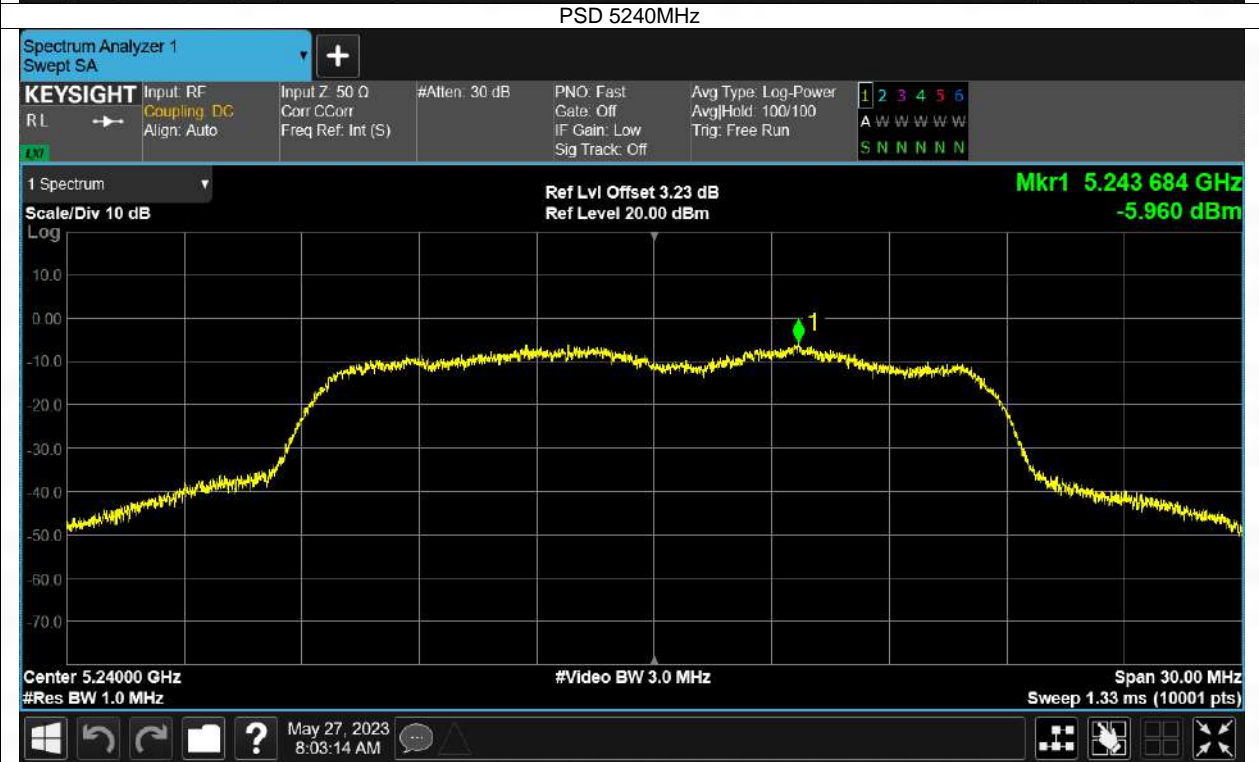 PSD 5240MHz
Spectrum Analyzer 1
Swept SA
KEYSIGHT
RL
LXI
Input: RF
Coupling: DC
Align: Auto
Input Z: 50 Ω
Corr CCorr
Freq Ref: Int (S)
#Atten: 30 dB
PNO: Fast
Gate: Off
IF Gain: Low
Sig Track: Off
Avg Type: Log-Power
Avg|Hold: 100/100
Trig: Free Run
1 2 3 4 5 6
A W W W W W
S N N N N N
1 Spectrum
Scale/Div 10 dB
Log
Ref Lvl Offset 3.23 dB
Ref Level 20.00 dBm
Mkr1 5.243 684 GHz
-5.960 dBm
10.0
0.00
-10.0
-20.0
-30.0
-40.0
-50.0
-60.0
-70.0
1
Center 5.24000 GHz
#Res BW 1.0 MHz
#Video BW 3.0 MHz
Span 30.00 MHz
Sweep 1.33 ms (10001 pts)
?
May 27, 2023
8:03:14 AM